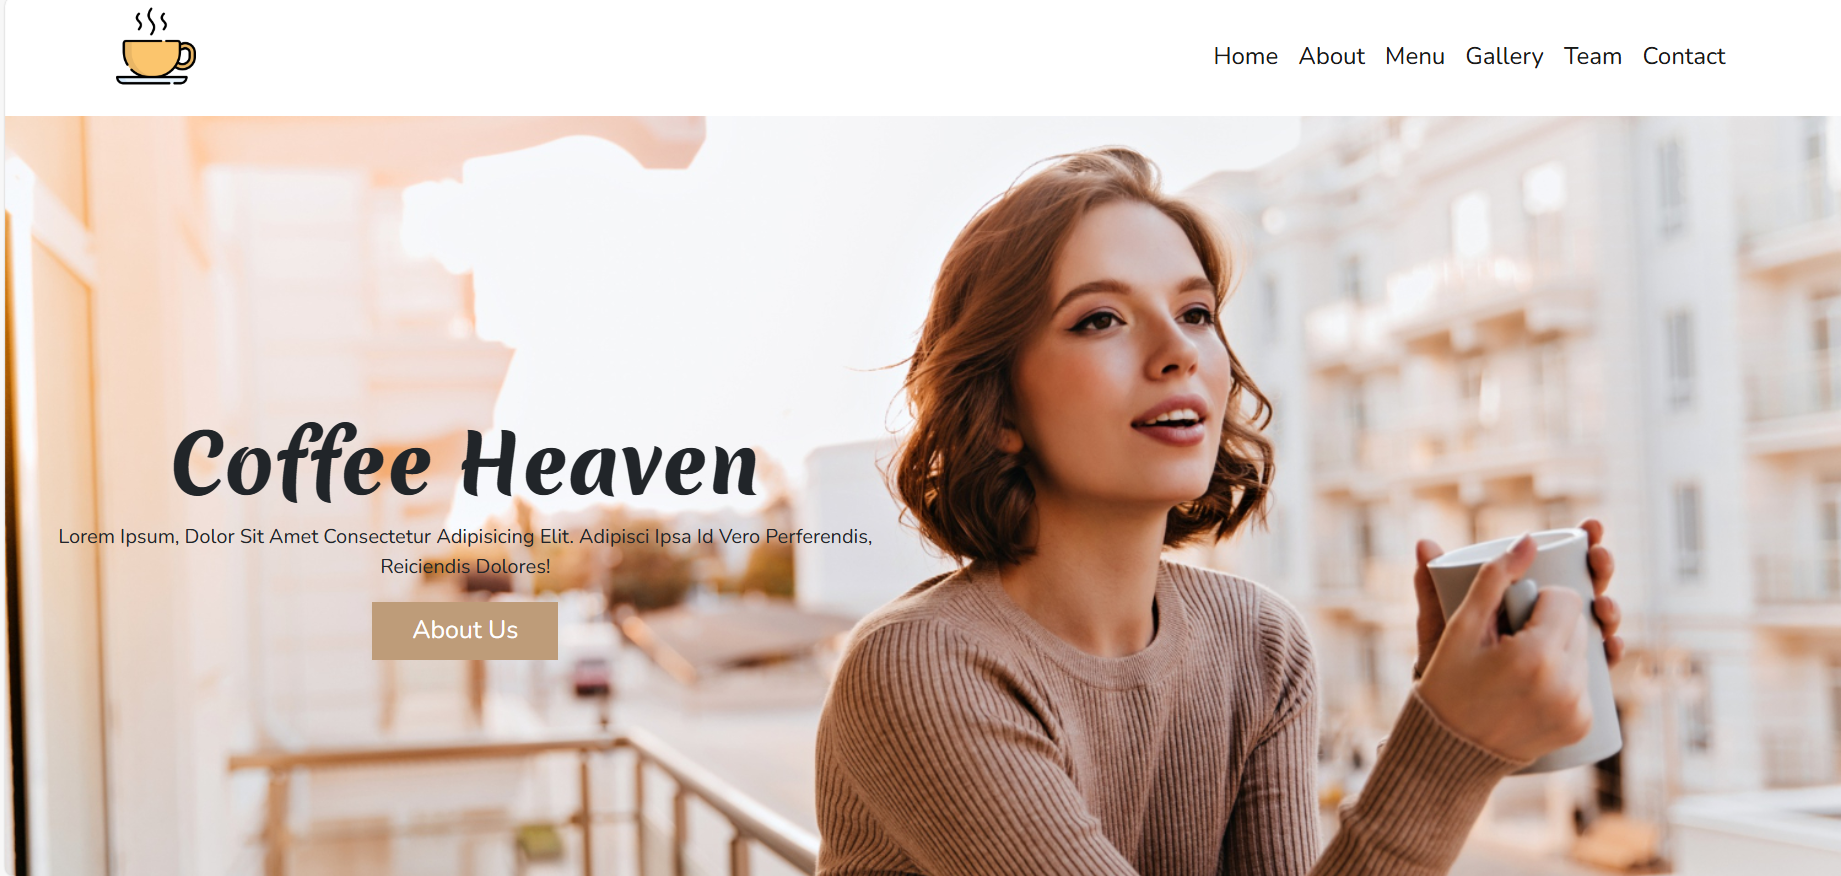 Home About Menu Gallery Team Contact
Coffee Heaven
Lorem Ipsum, Dolor Sit Amet Consectetur Adipisicing Elit. Adipisci Ipsa Id Vero Perferendis,
Reiciendis Dolores!
About Us